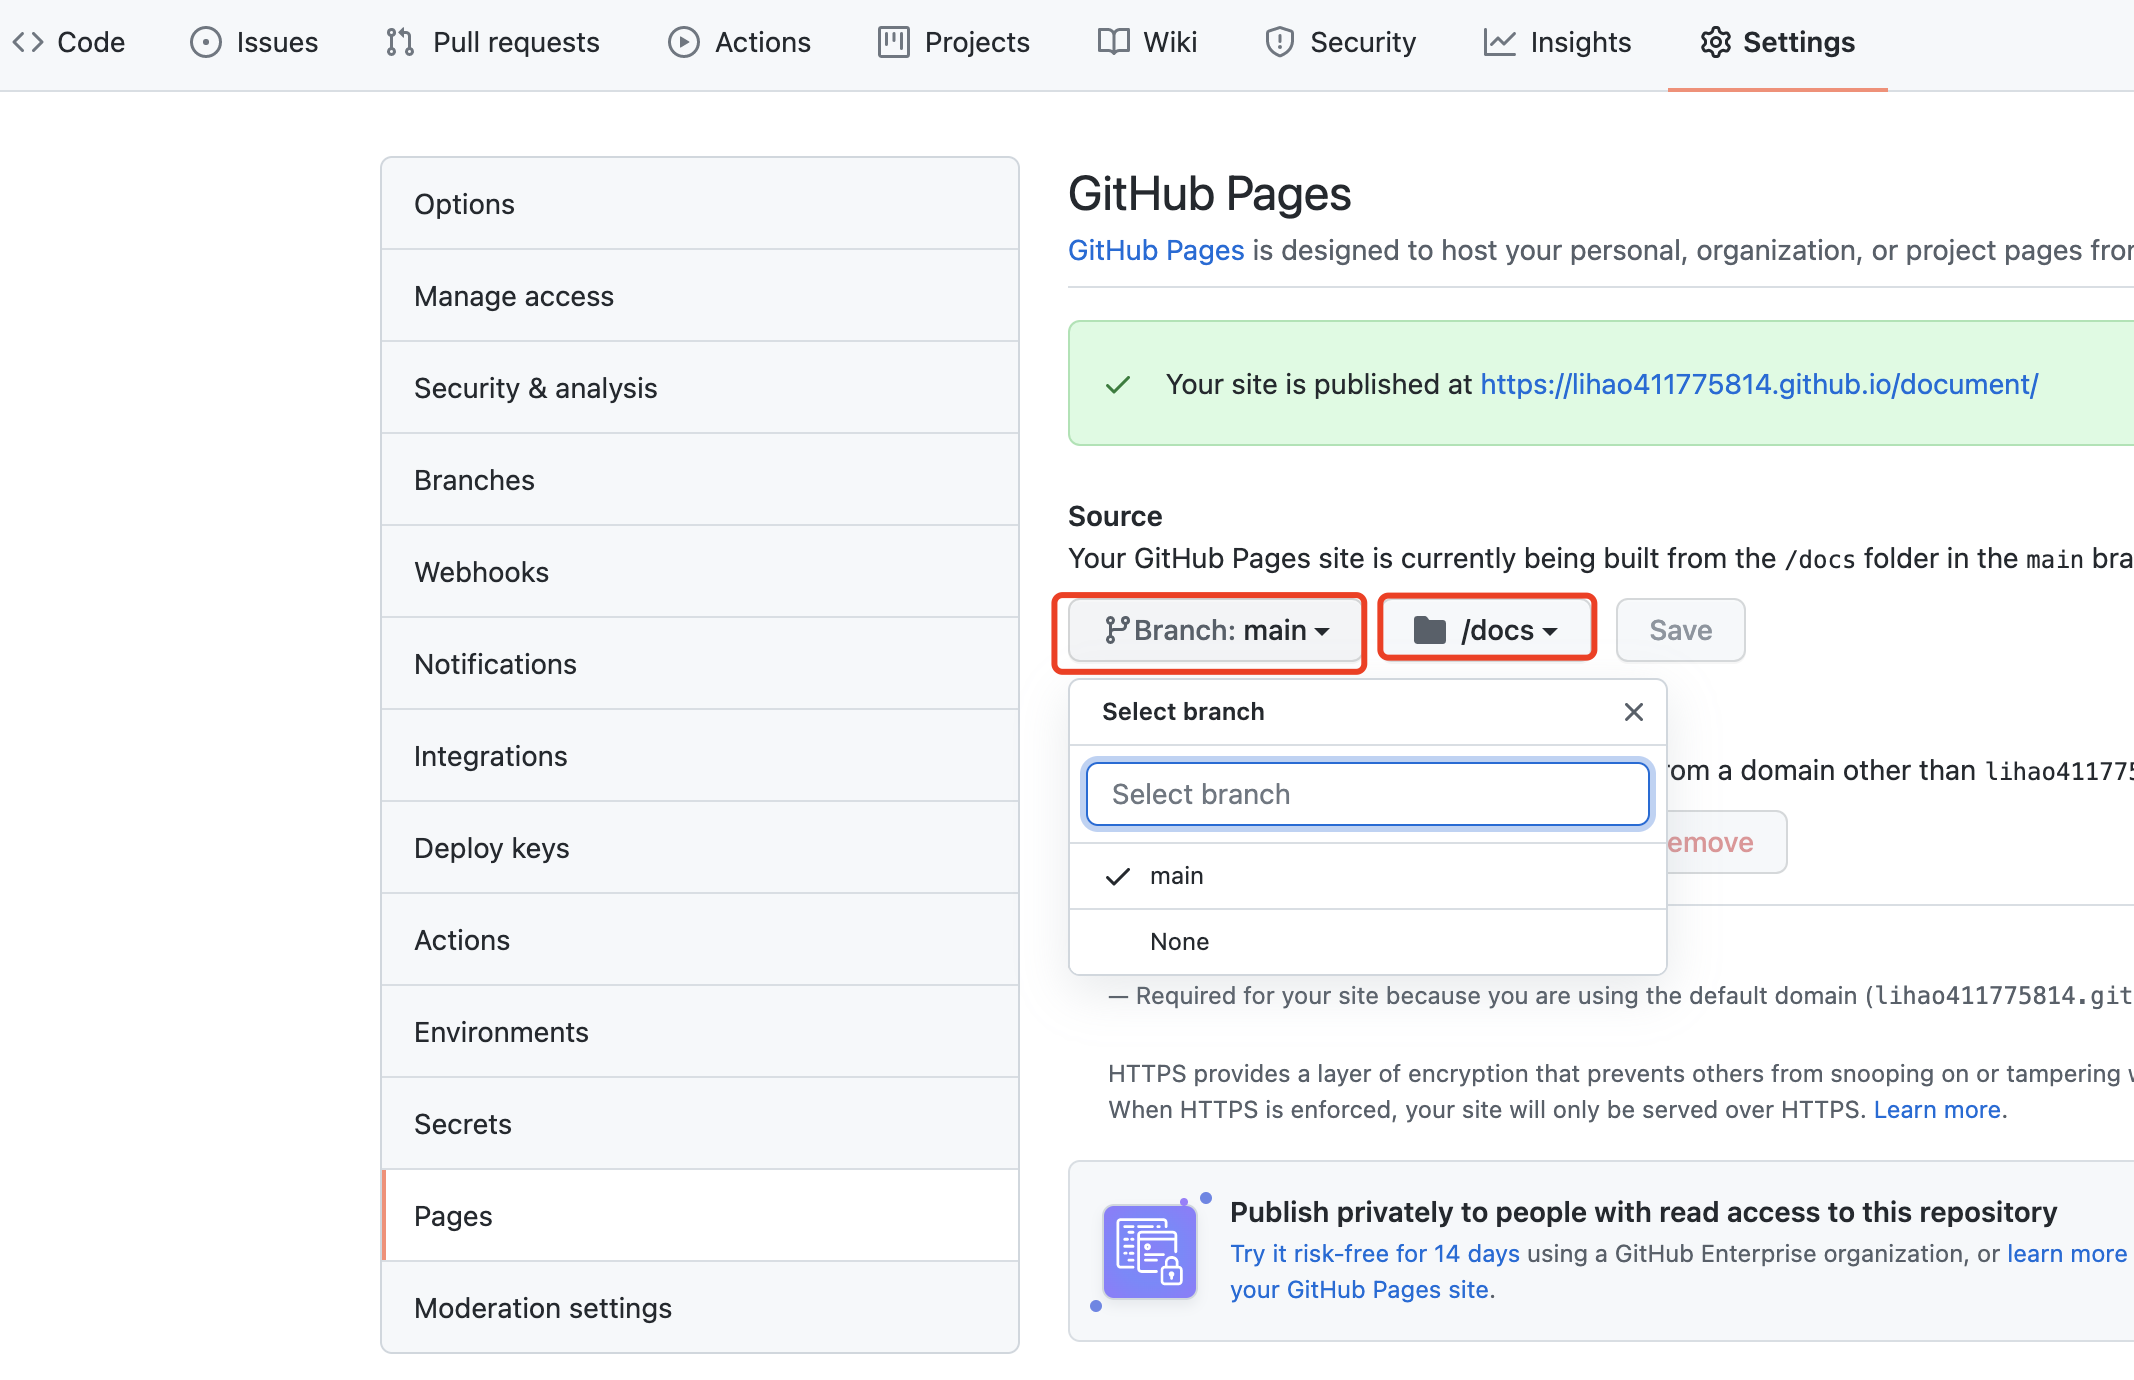 Code Issues Pull requests Actions Projects Wiki Security Insights Settings
Options
Manage access
Security & analysis
Branches
Webhooks
Notifications
Integrations
Deploy keys
Actions
Environments
Secrets
Pages
Moderation settings
GitHub Pages
GitHub Pages is designed to host your personal, organization, or project pages
Your site is published at https://lihao411775814.github.io/document/
Source
Your GitHub Pages site is currently being built from the /docs folder in the main
Branch: main /docs Save
Select branch
Select branch
main
None
om a domain other than lihao41177
emove
— Required for your site because you are using the default domain (lihao411775814.git
HTTPS provides a layer of encryption that prevents others from snooping on or tampering
When HTTPS is enforced, your site will only be served over HTTPS. Learn more.
Publish privately to people with read access to this repository
Try it risk-free for 14 days using a GitHub Enterprise organization, or learn more
your GitHub Pages site.